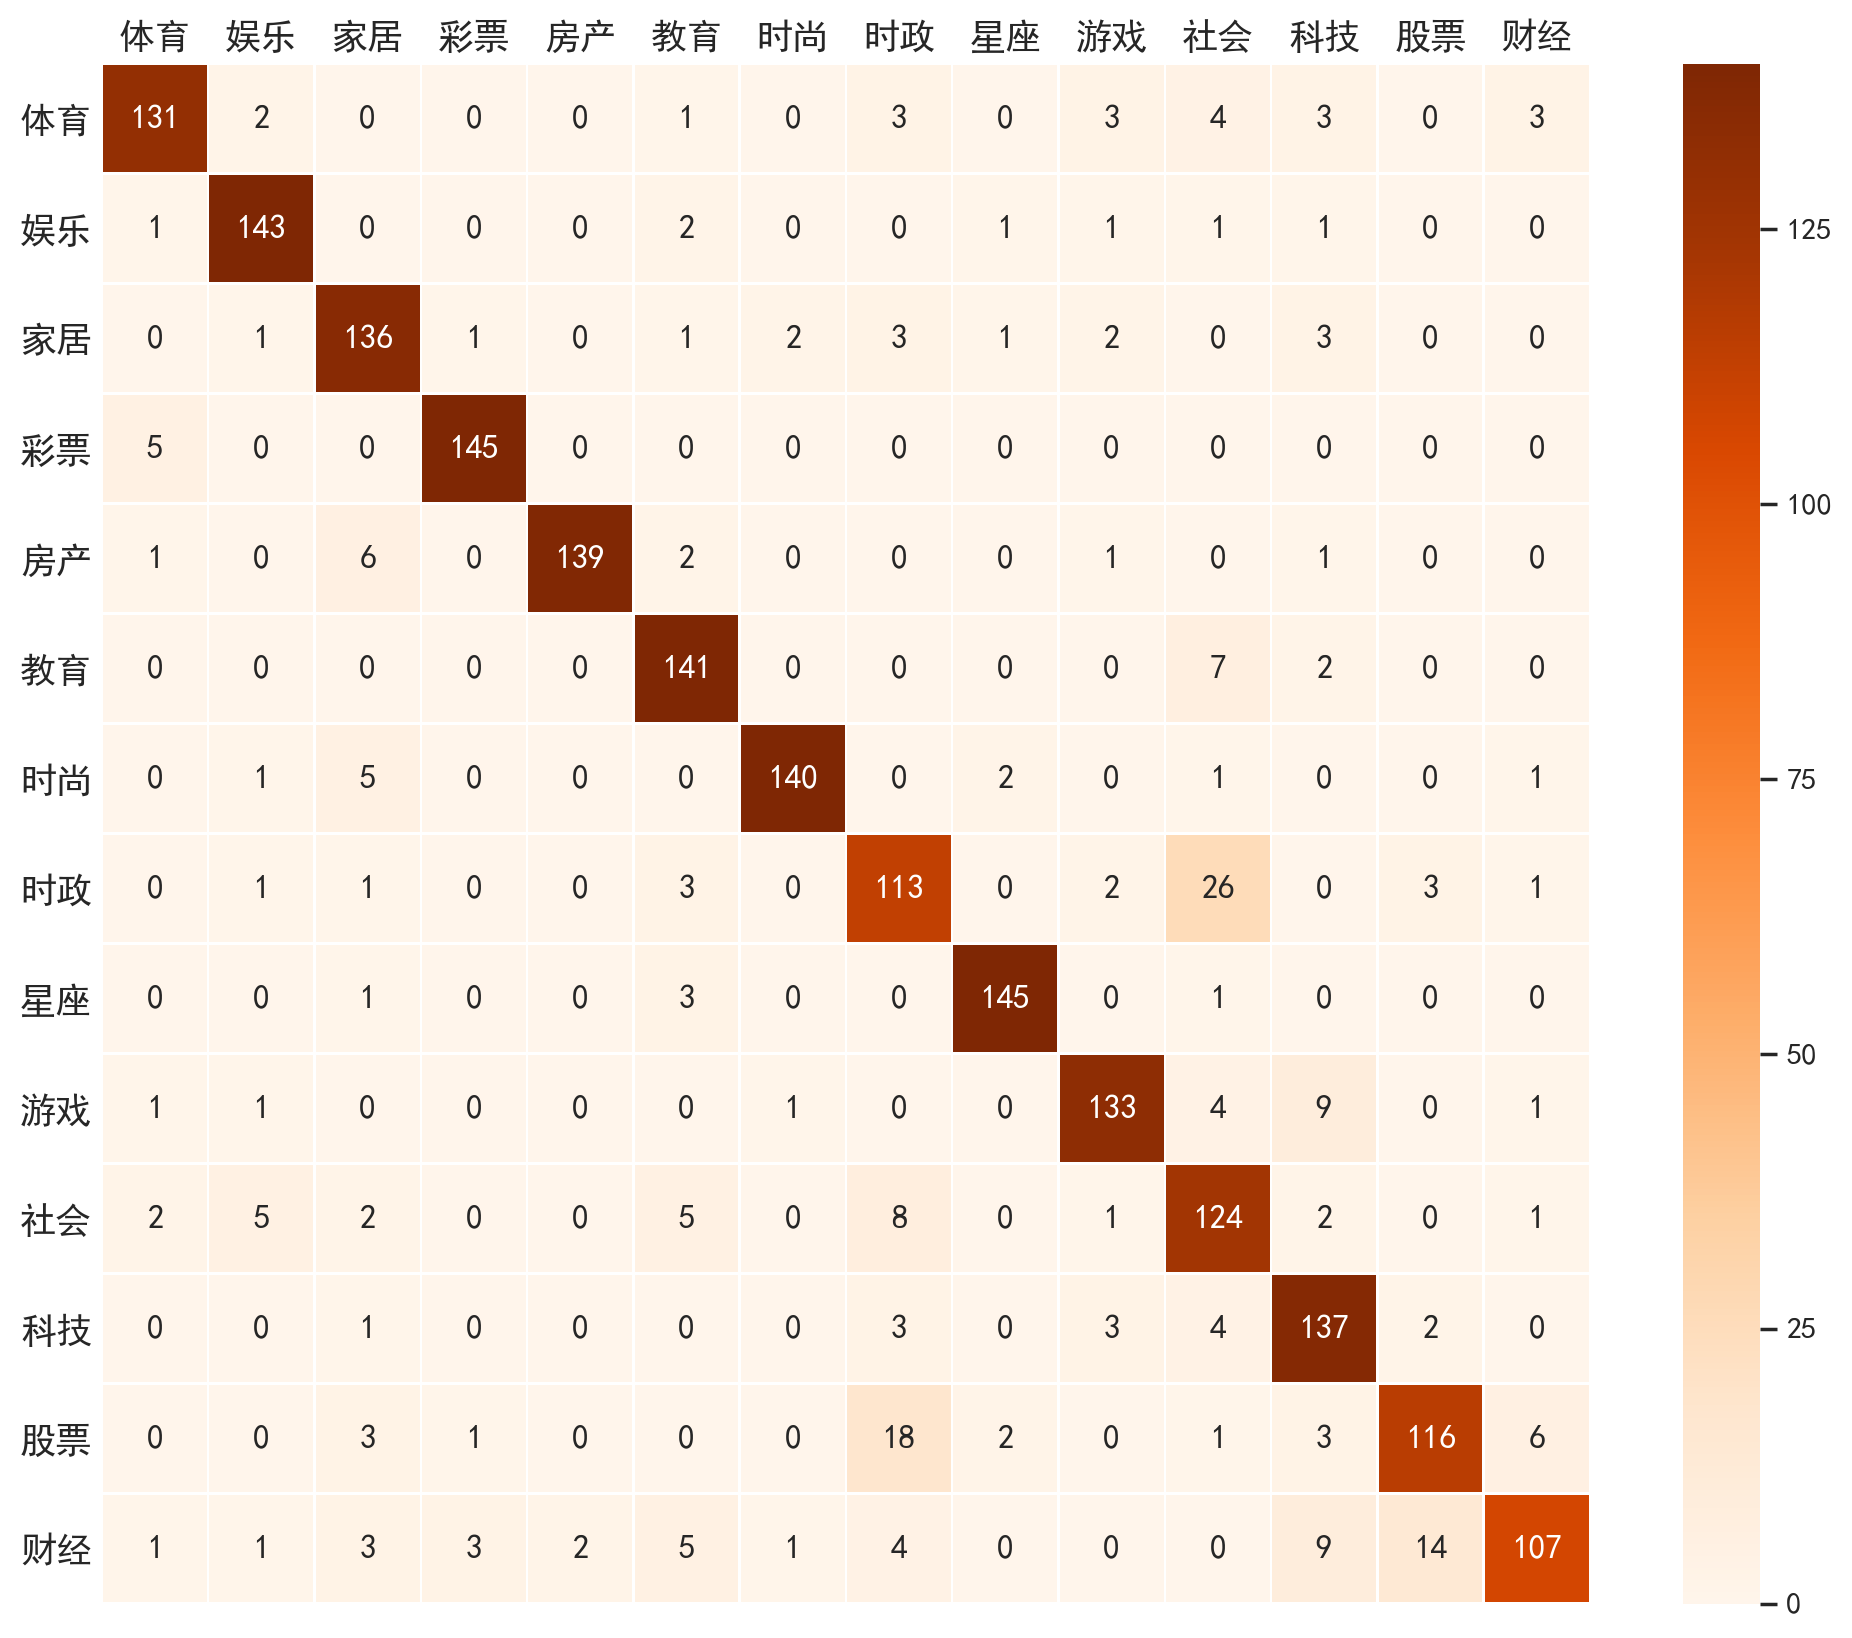 体育 娱乐 家居 彩票 房产 教育 时尚 时政 星座 游戏 社会 科技 股票 财经
体育 131 2 0 0 0 1 0 3 0 3 4 3 0 3
娱乐 1 143 0 0 0 2 0 0 1 1 1 1 0 0
125
家居 0 1 136 1 0 1 2 3 1 2 0 3 0 0
彩票 5 0 0 145 0 0 0 0 0 0 0 0 0 0
100
房产 1 0 6 0 139 2 0 0 0 1 0 1 0 0
教育 0 0 0 0 0 141 0 0 0 0 7 2 0 0
时尚 0 1 5 0 0 0 140 0 2 0 1 0 0 1
75
时政 0 1 1 0 0 3 0 113 0 2 26 0 3 1
星座 0 0 1 0 0 3 0 0 145 0 1 0 0 0
50
游戏 1 1 0 0 0 0 1 0 0 133 4 9 0 1
社会 2 5 2 0 0 5 0 8 0 1 124 2 0 1
科技 0 0 1 0 0 0 0 3 0 3 4 137 2 0
25
股票 0 0 3 1 0 0 0 18 2 0 1 3 116 6
财经 1 1 3 3 2 5 1 4 0 0 0 9 14 107
0